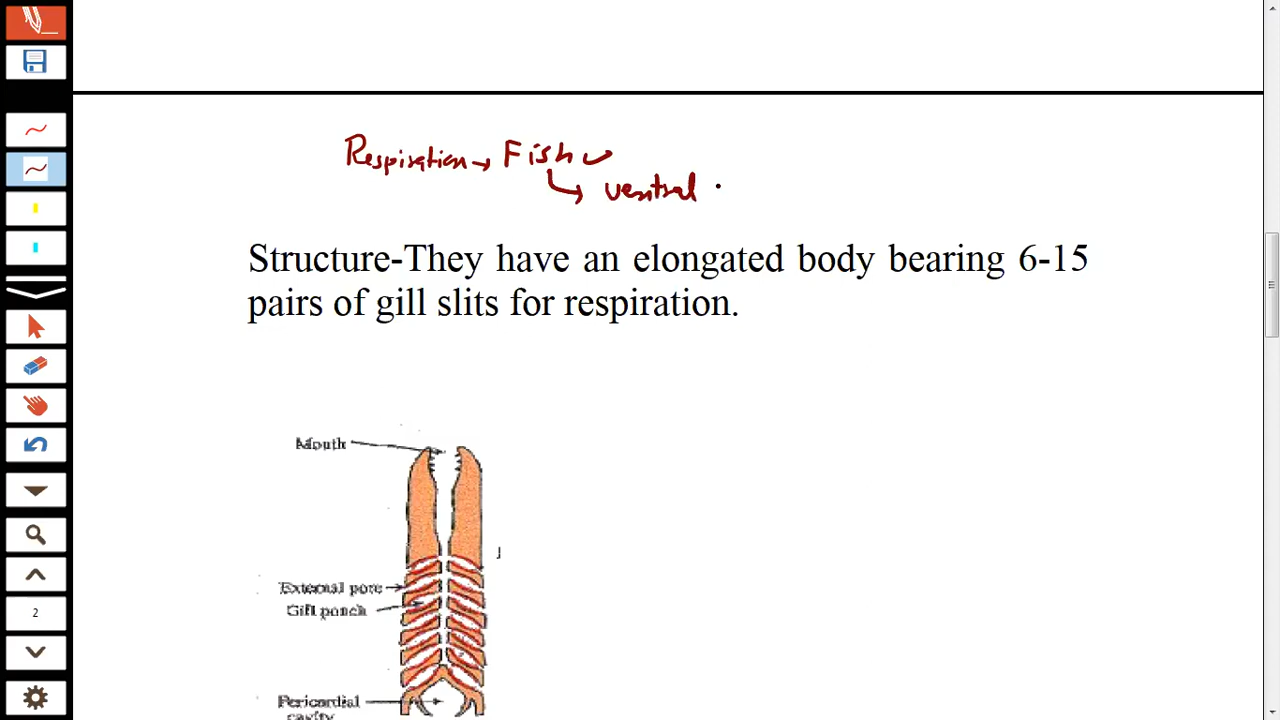 Respiration → Fish ✓
↳ ventral
Structure-They have an elongated body bearing 6-15
pairs of gill slits for respiration.
Mouth
External pore
Gill pouch
Pericardial
cavity
2